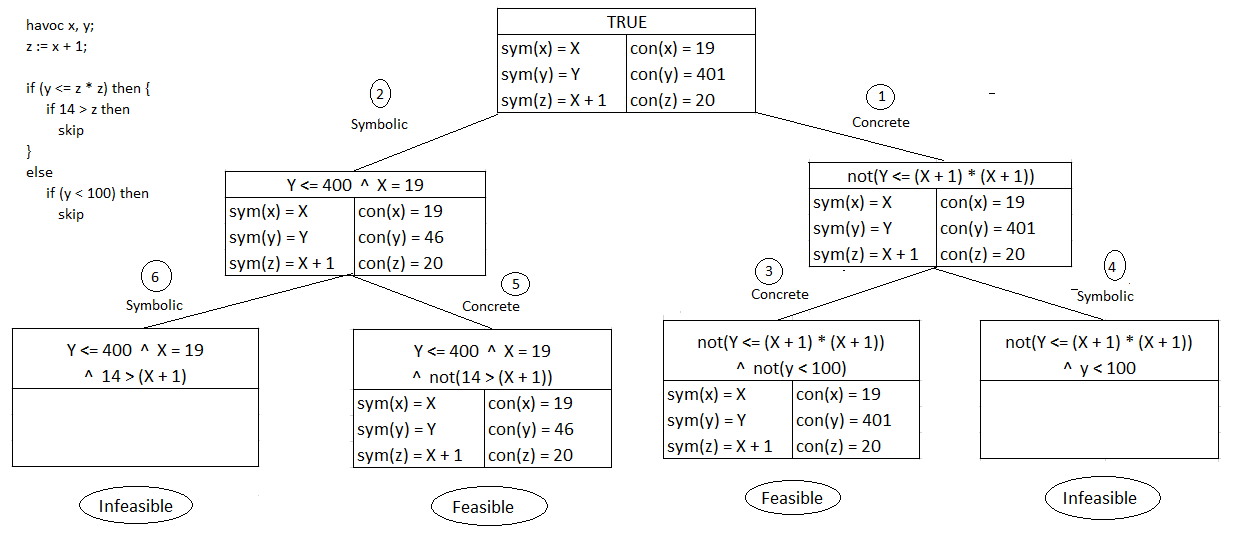 havoc x, y;
z := x + 1;
if (y <= z * z) then {
if 14 > z then
skip
}
else
if (y < 100) then
skip
TRUE
sym(x) = X
con(x) = 19
sym(y) = Y
con(y) = 401
sym(z) = X + 1
con(z) = 20
2
Symbolic
1
Concrete
Y <= 400 ^ X = 19
sym(x) = X
con(x) = 19
sym(y) = Y
con(y) = 46
sym(z) = X + 1
con(z) = 20
not(Y <= (X + 1) * (X + 1))
sym(x) = X
con(x) = 19
sym(y) = Y
con(y) = 401
sym(z) = X + 1
con(z) = 20
6
Symbolic
5
Concrete
3
Concrete
4
Symbolic
Y <= 400 ^ X = 19
^ 14 > (X + 1)
Infeasible
Y <= 400 ^ X = 19
^ not(14 > (X + 1))
sym(x) = X
con(x) = 19
sym(y) = Y
con(y) = 46
sym(z) = X + 1
con(z) = 20
Feasible
not(Y <= (X + 1) * (X + 1))
^ not(y < 100)
sym(x) = X
con(x) = 19
sym(y) = Y
con(y) = 401
sym(z) = X + 1
con(z) = 20
Feasible
not(Y <= (X + 1) * (X + 1))
^ y < 100
Infeasible